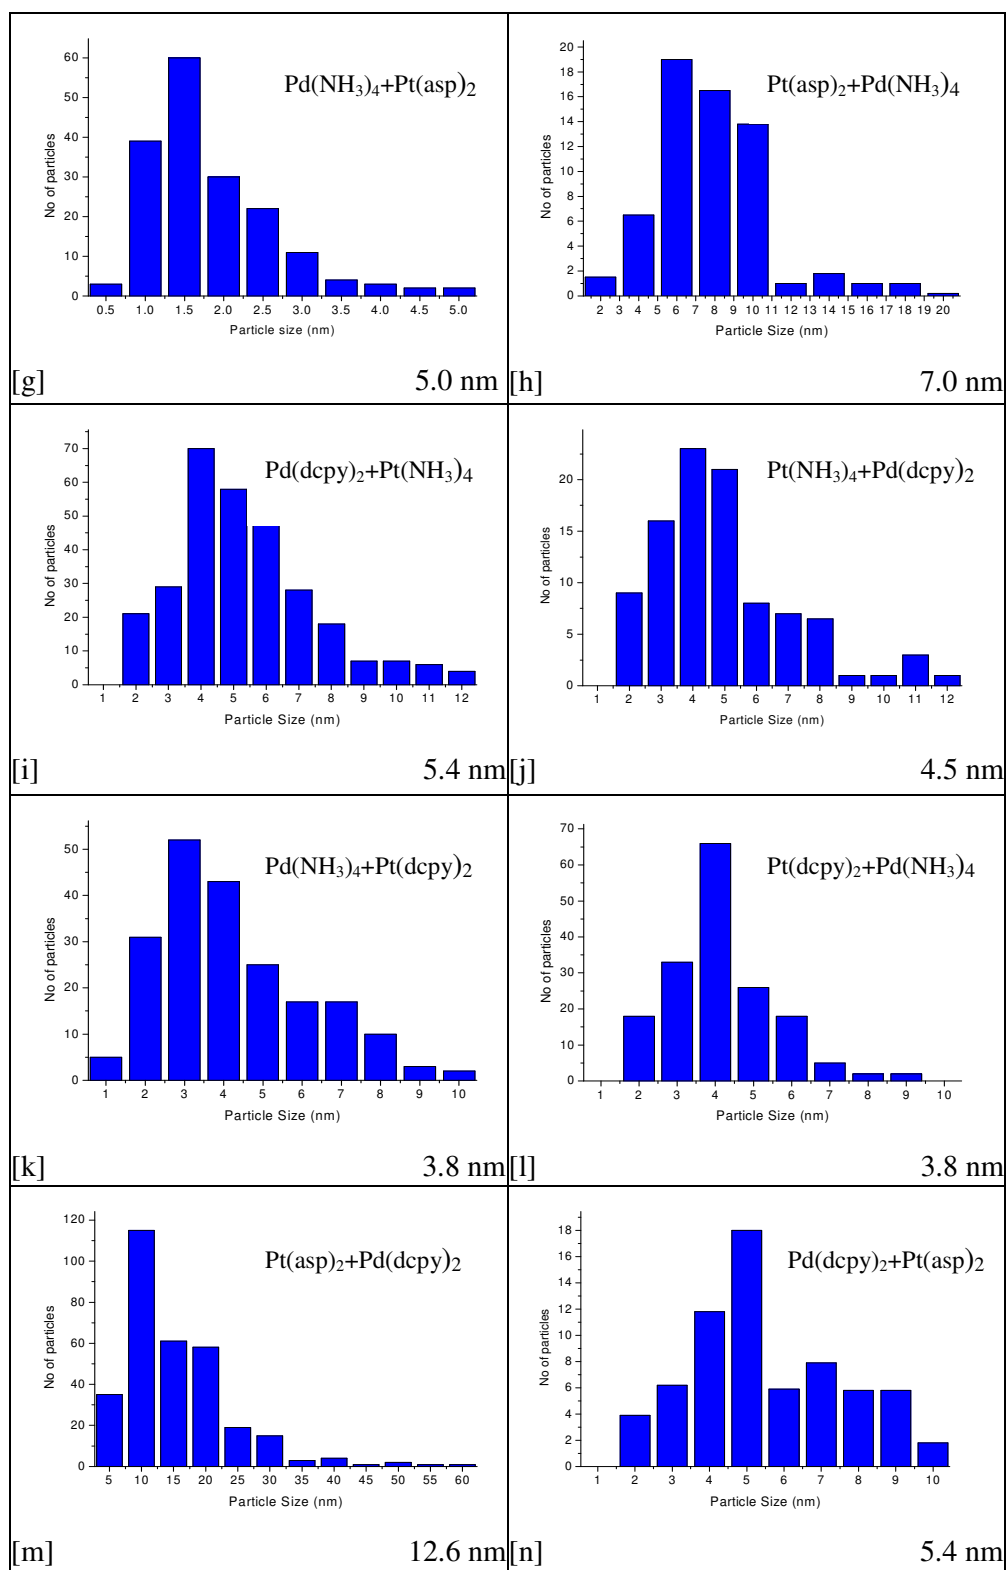 Pd(NH₃)₄+Pt(asp)₂
No of particles
60
50
40
30
20
10
0
0.5 1.0 1.5 2.0 2.5 3.0 3.5 4.0 4.5 5.0
Particle size (nm)
[g] 5.0 nm
Pt(asp)₂+Pd(NH₃)₄
No of particles
20
18
16
14
12
10
8
6
4
2
0
2 3 4 5 6 7 8 9 10 11 12 13 14 15 16 17 18 19 20
Particle Size (nm)
[h] 7.0 nm
Pd(dcpy)₂+Pt(NH₃)₄
No of particles
70
60
50
40
30
20
10
0
1 2 3 4 5 6 7 8 9 10 11 12
Particle Size (nm)
[i] 5.4 nm
Pt(NH₃)₄+Pd(dcpy)₂
No of particles
20
15
10
5
0
1 2 3 4 5 6 7 8 9 10 11 12
Particle Size (nm)
[j] 4.5 nm
Pd(NH₃)₄+Pt(dcpy)₂
No of particles
50
40
30
20
10
0
1 2 3 4 5 6 7 8 9 10
Particle Size (nm)
[k] 3.8 nm
Pt(dcpy)₂+Pd(NH₃)₄
No of particles
70
60
50
40
30
20
10
0
1 2 3 4 5 6 7 8 9 10
Particle Size (nm)
[l] 3.8 nm
Pt(asp)₂+Pd(dcpy)₂
No of particles
120
100
80
60
40
20
0
5 10 15 20 25 30 35 40 45 50 55 60
Particle Size (nm)
[m] 12.6 nm
Pd(dcpy)₂+Pt(asp)₂
No of particles
18
16
14
12
10
8
6
4
2
0
1 2 3 4 5 6 7 8 9 10
Particle Size (nm)
[n] 5.4 nm